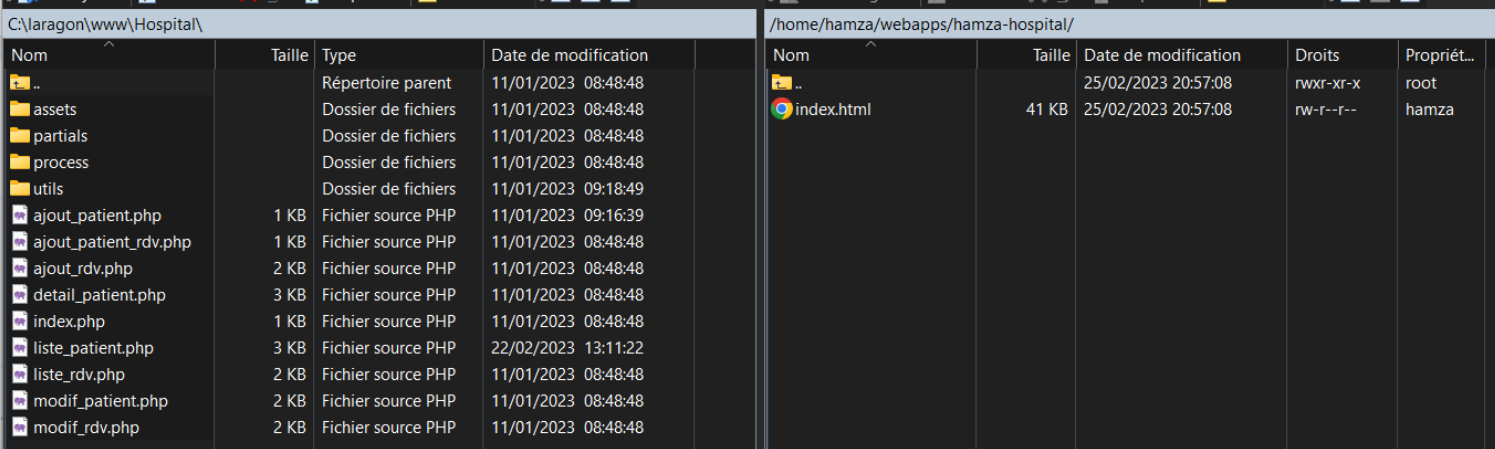 C:\laragon\www\Hospital\
Nom Taille Type Date de modification
.. Répertoire parent 11/01/2023 08:48:48
assets Dossier de fichiers 11/01/2023 08:48:48
partials Dossier de fichiers 11/01/2023 08:48:48
process Dossier de fichiers 11/01/2023 08:48:48
utils Dossier de fichiers 11/01/2023 09:18:49
ajout_patient.php 1 KB Fichier source PHP 11/01/2023 09:16:39
ajout_patient_rdv.php 1 KB Fichier source PHP 11/01/2023 08:48:48
ajout_rdv.php 2 KB Fichier source PHP 11/01/2023 08:48:48
detail_patient.php 3 KB Fichier source PHP 11/01/2023 08:48:48
index.php 1 KB Fichier source PHP 11/01/2023 08:48:48
liste_patient.php 3 KB Fichier source PHP 22/02/2023 13:11:22
liste_rdv.php 2 KB Fichier source PHP 11/01/2023 08:48:48
modif_patient.php 2 KB Fichier source PHP 11/01/2023 08:48:48
modif_rdv.php 2 KB Fichier source PHP 11/01/2023 08:48:48
/home/hamza/webapps/hamza-hospital/
Nom Taille Date de modification Droits Propriét...
.. 25/02/2023 20:57:08 rwxr-xr-x root
index.html 41 KB 25/02/2023 20:57:08 rw-r--r-- hamza